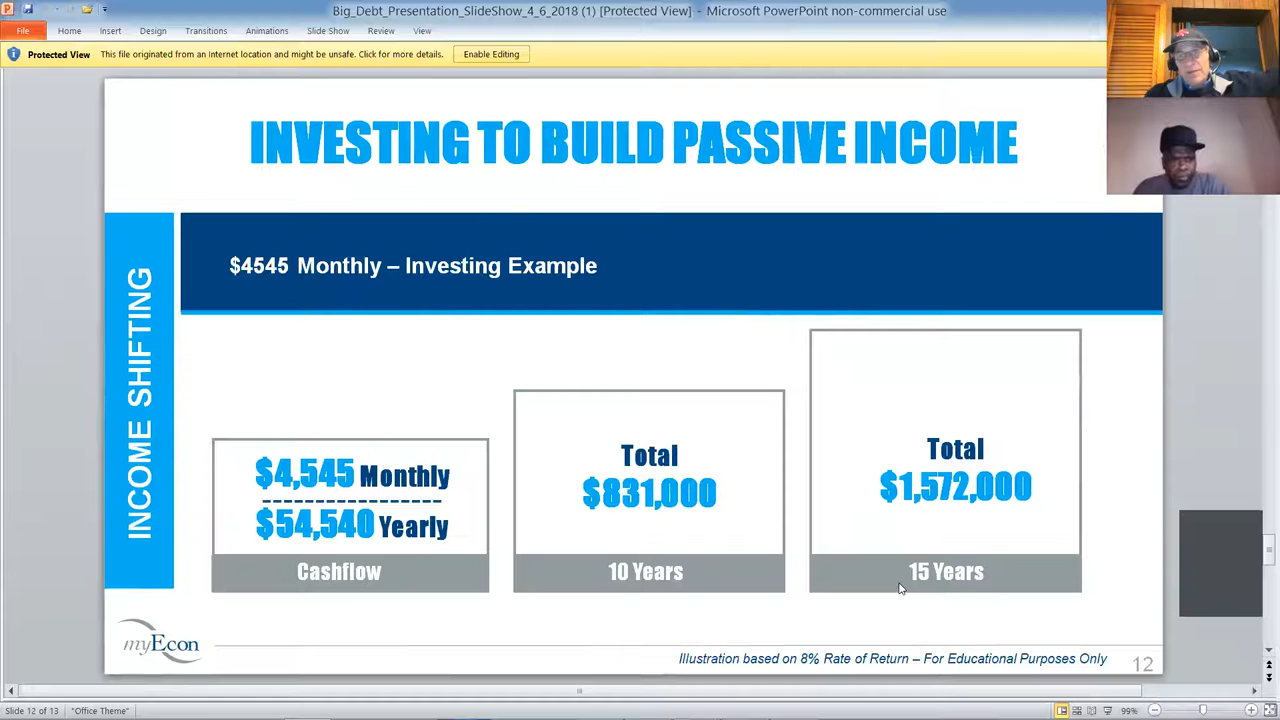 Big_Debt_Presentation_SlideShow_4_6_2018 (1) [Protected View] - Microsoft PowerPoint non-commercial use
File Home Insert Design Transitions Animations Slide Show Review View
Protected View This file originated from an Internet location and might be unsafe. Click for more details. Enable Editing
INVESTING TO BUILD PASSIVE INCOME
INCOME SHIFTING
$4545 Monthly – Investing Example
$4,545 Monthly
------------------
$54,540 Yearly
Cashflow
Total
$831,000
10 Years
Total
$1,572,000
15 Years
myEcon
Illustration based on 8% Rate of Return – For Educational Purposes Only
12
Slide 12 of 13 "Office Theme" 99%